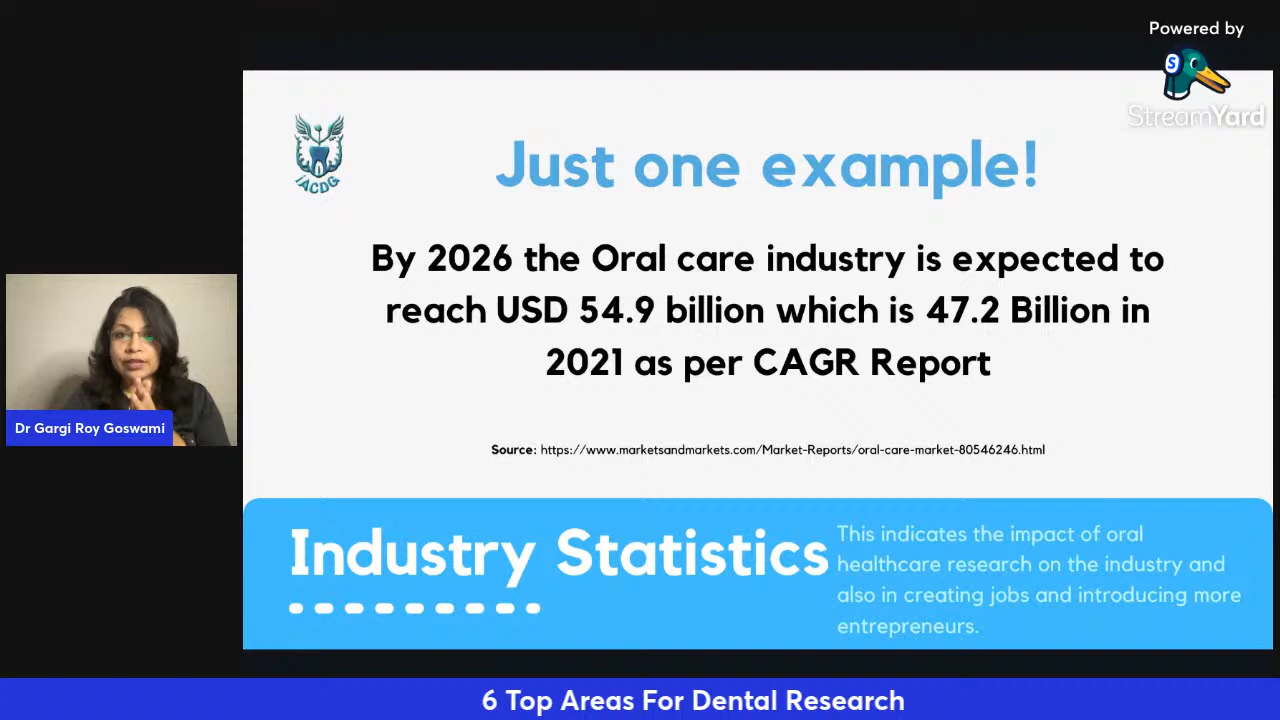 Powered by
S
StreamYard
iACDG
Just one example!
By 2026 the Oral care industry is expected to
reach USD 54.9 billion which is 47.2 Billion in
2021 as per CAGR Report
Source: https://www.marketsandmarkets.com/Market-Reports/oral-care-market-80546246.html
Dr Gargi Roy Goswami
Industry Statistics
This indicates the impact of oral
healthcare research on the industry and
also in creating jobs and introducing more
entrepreneurs.
6 Top Areas For Dental Research